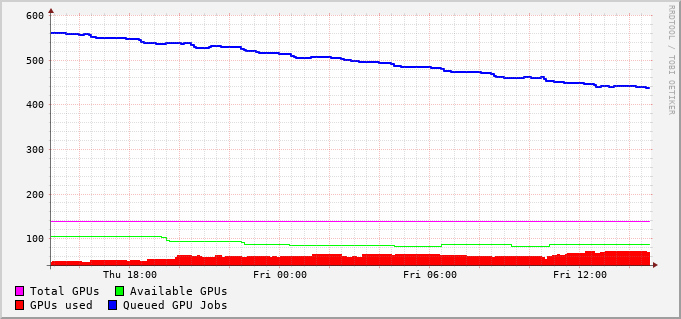 600
500
400
300
200
100
Thu 18:00 Fri 00:00 Fri 06:00 Fri 12:00
Total GPUs Available GPUs
GPUs used Queued GPU Jobs
RRDTOOL / TOBI OETIKER